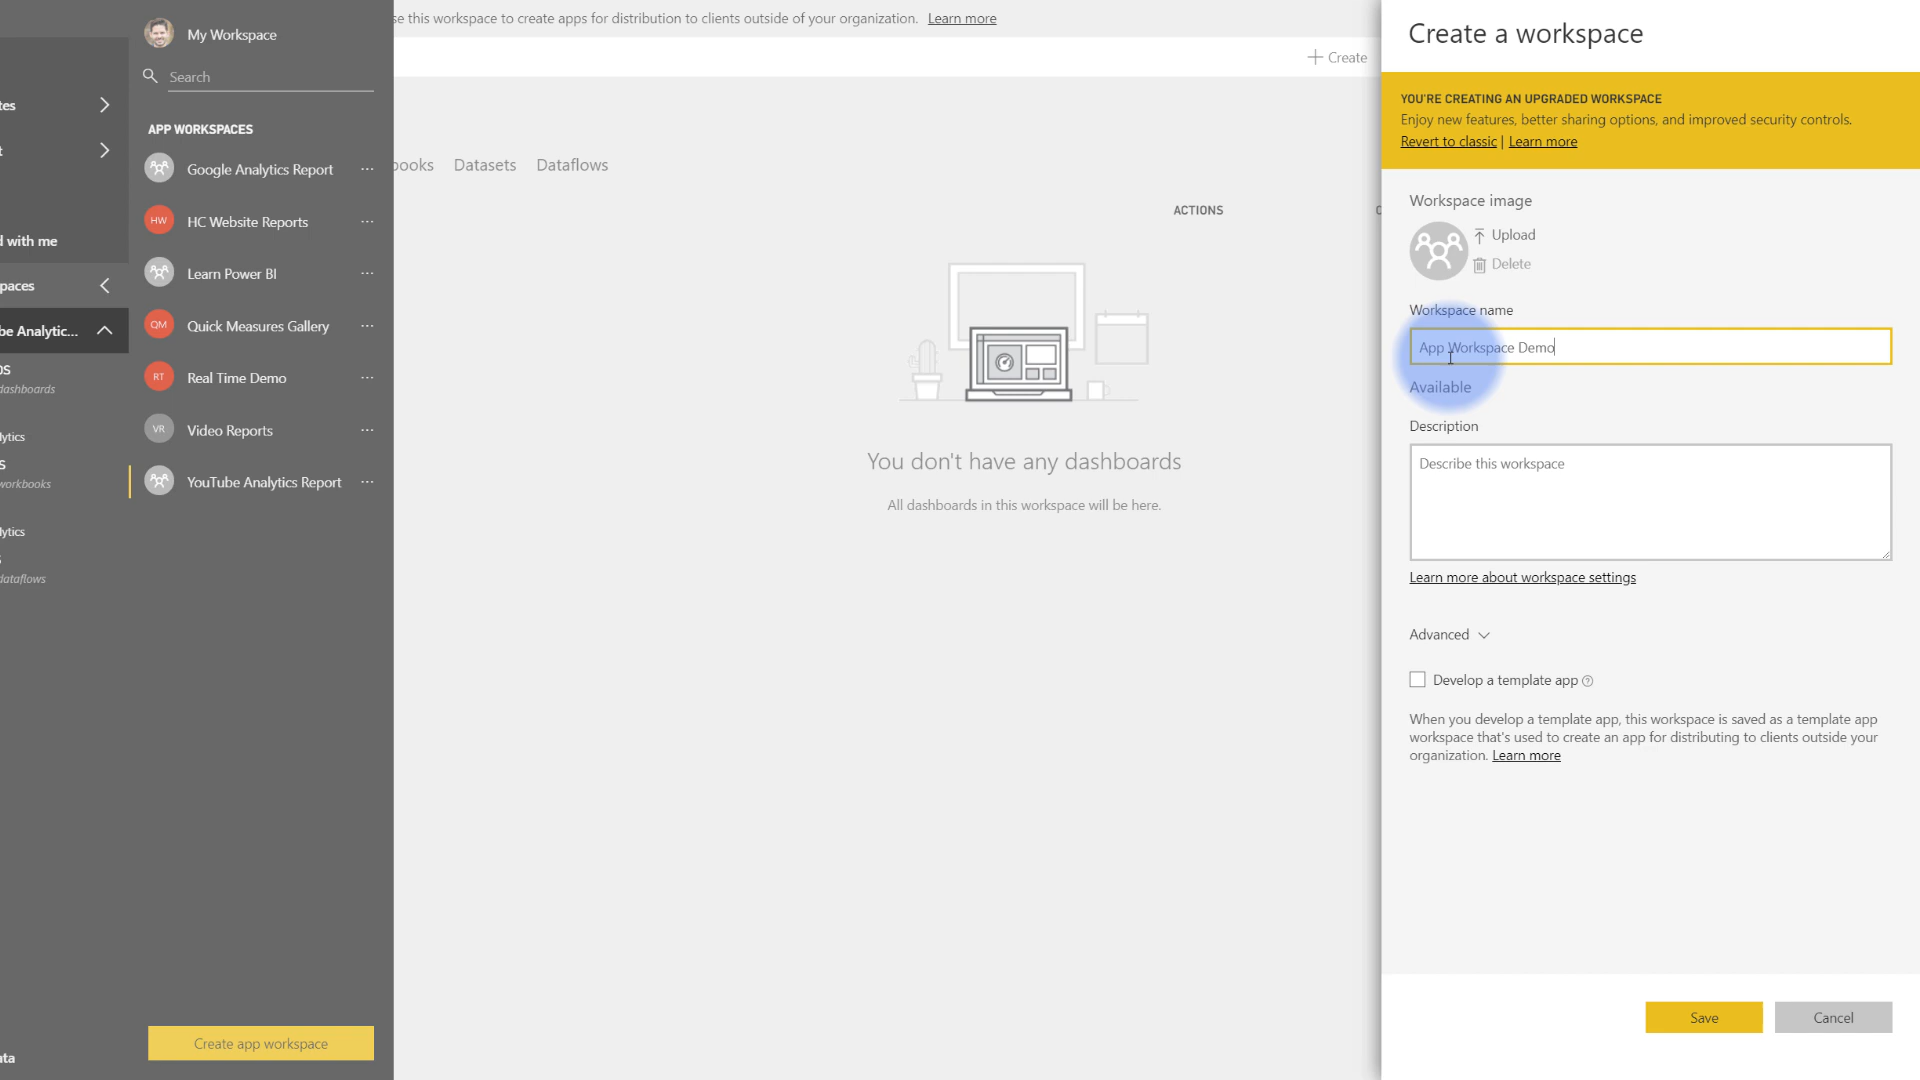 My Workspace
Search
APP WORKSPACES
Google Analytics Report
HW
HC Website Reports
Learn Power BI
QM
Quick Measures Gallery
RT
Real Time Demo
VR
Video Reports
YouTube Analytics Report
Create app workspace
tes
t
d with me
paces
be Analytic...
OS
dashboards
lytics
S
workbooks
lytics
S
dataflows
ata
se this workspace to create apps for distribution to clients outside of your organization. Learn more
Create
books Datasets Dataflows
ACTIONS
You don't have any dashboards
All dashboards in this workspace will be here.
Create a workspace
YOU'RE CREATING AN UPGRADED WORKSPACE
Enjoy new features, better sharing options, and improved security controls.
Revert to classic | Learn more
Workspace image
Upload
Delete
Workspace name
App Workspace Demo
Available
Description
Describe this workspace
Learn more about workspace settings
Advanced
Develop a template app
When you develop a template app, this workspace is saved as a template app
workspace that's used to create an app for distributing to clients outside your
organization. Learn more
Save
Cancel